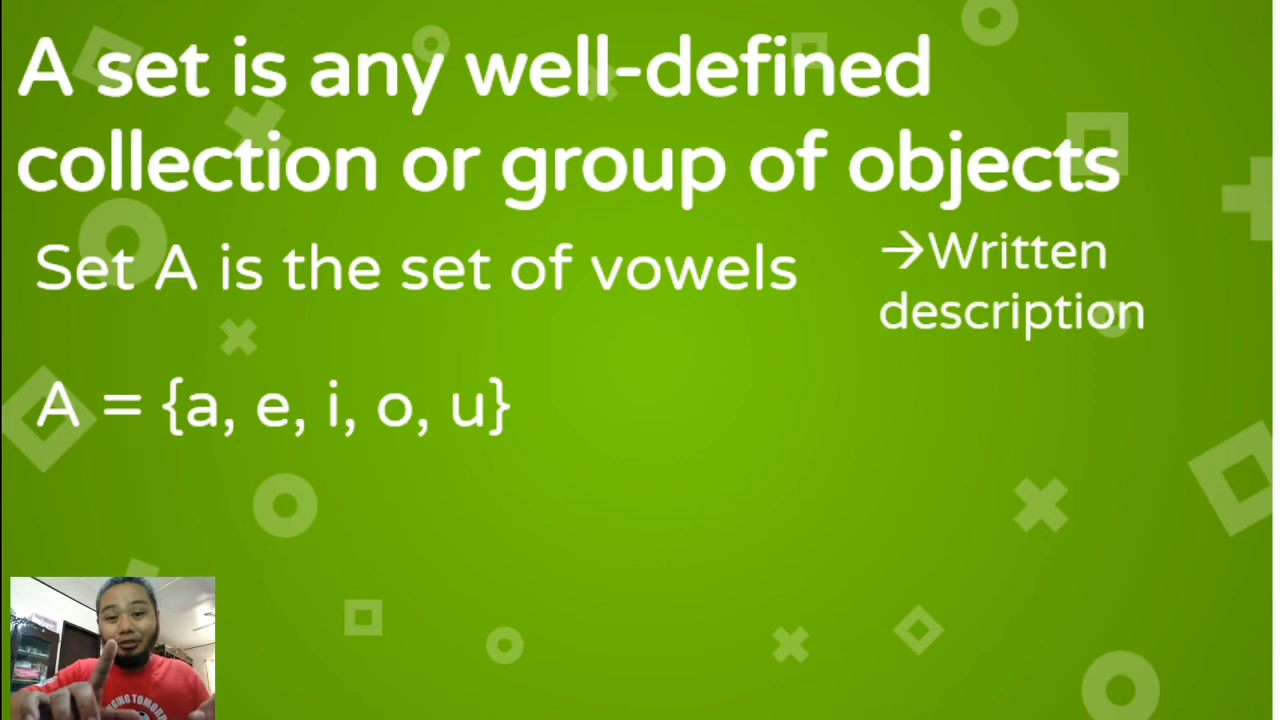 A set is any well-defined
collection or group of objects
Set A is the set of vowels
→Written
description
A = {a, e, i, o, u}